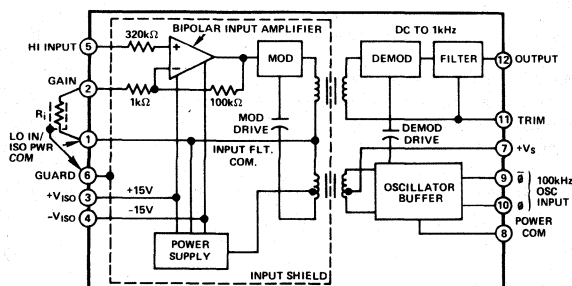 BIPOLAR INPUT AMPLIFIER
DC TO 1kHz
HI INPUT 5 320kΩ + MOD DEMOD FILTER 12 OUTPUT
GAIN 2 −
1kΩ 100kΩ
Ri
MOD DRIVE
DEMOD DRIVE
11 TRIM
LO IN/ ISO PWR COM 1
INPUT FLT. COM.
7 +VS
GUARD 6
+VISO 3 +15V
−VISO 4 −15V
OSCILLATOR BUFFER
9 ø̅
10 ø
100kHz OSC INPUT
8 POWER COM
POWER SUPPLY
INPUT SHIELD